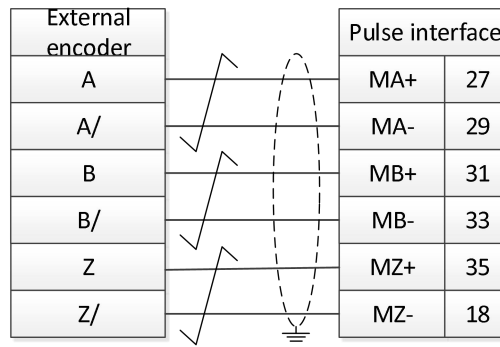 External
encoder
Pulse interface
A MA+ 27
A/ MA- 29
B MB+ 31
B/ MB- 33
Z MZ+ 35
Z/ MZ- 18